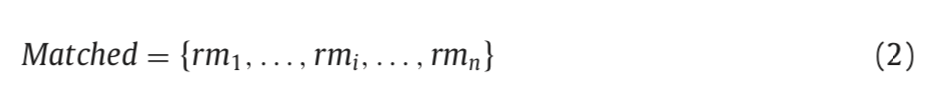 Matched = {rm₁, . . . , rmᵢ, . . . , rmₙ} (2)